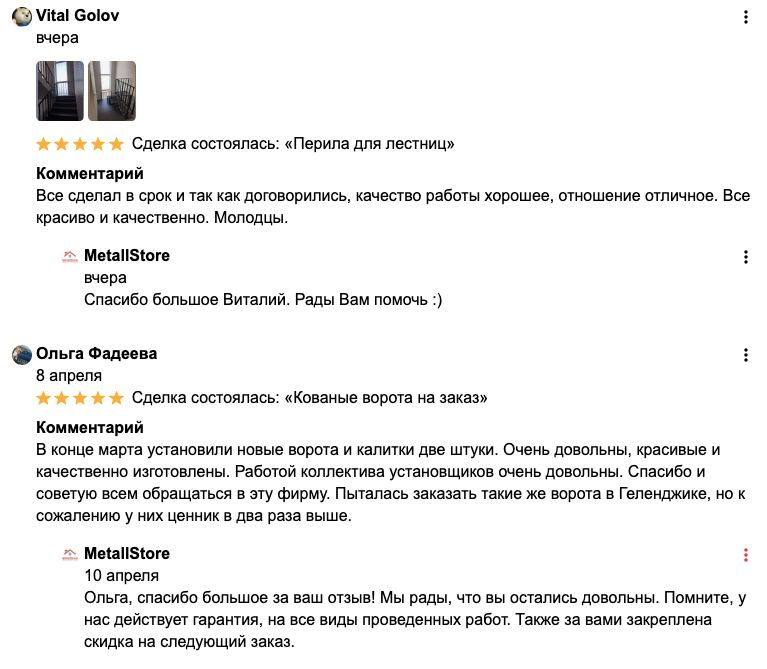 Vital Golov
вчера
Сделка состоялась: «Перила для лестниц»
Комментарий
Все сделал в срок и так как договорились, качество работы хорошее, отношение отличное. Все
красиво и качественно. Молодцы.
MetallStore
вчера
Спасибо большое Виталий. Рады Вам помочь :)
Ольга Фадеева
8 апреля
Сделка состоялась: «Кованые ворота на заказ»
Комментарий
В конце марта установили новые ворота и калитки две штуки. Очень довольны, красивые и
качественно изготовлены. Работой коллектива установщиков очень довольны. Спасибо и
советую всем обращаться в эту фирму. Пыталась заказать такие же ворота в Геленджике, но к
сожалению у них ценник в два раза выше.
MetallStore
10 апреля
Ольга, спасибо большое за ваш отзыв! Мы рады, что вы остались довольны. Помните, у
нас действует гарантия, на все виды проведенных работ. Также за вами закреплена
скидка на следующий заказ.